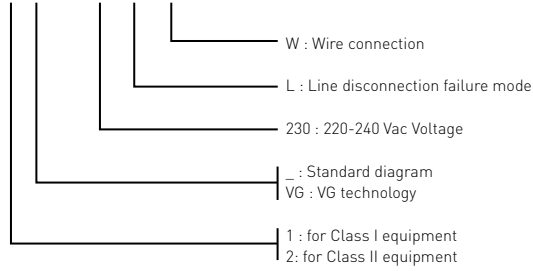 W : Wire connection
L : Line disconnection failure mode
230 : 220-240 Vac Voltage
_ : Standard diagram
VG : VG technology
1 : for Class I equipment
2: for Class II equipment